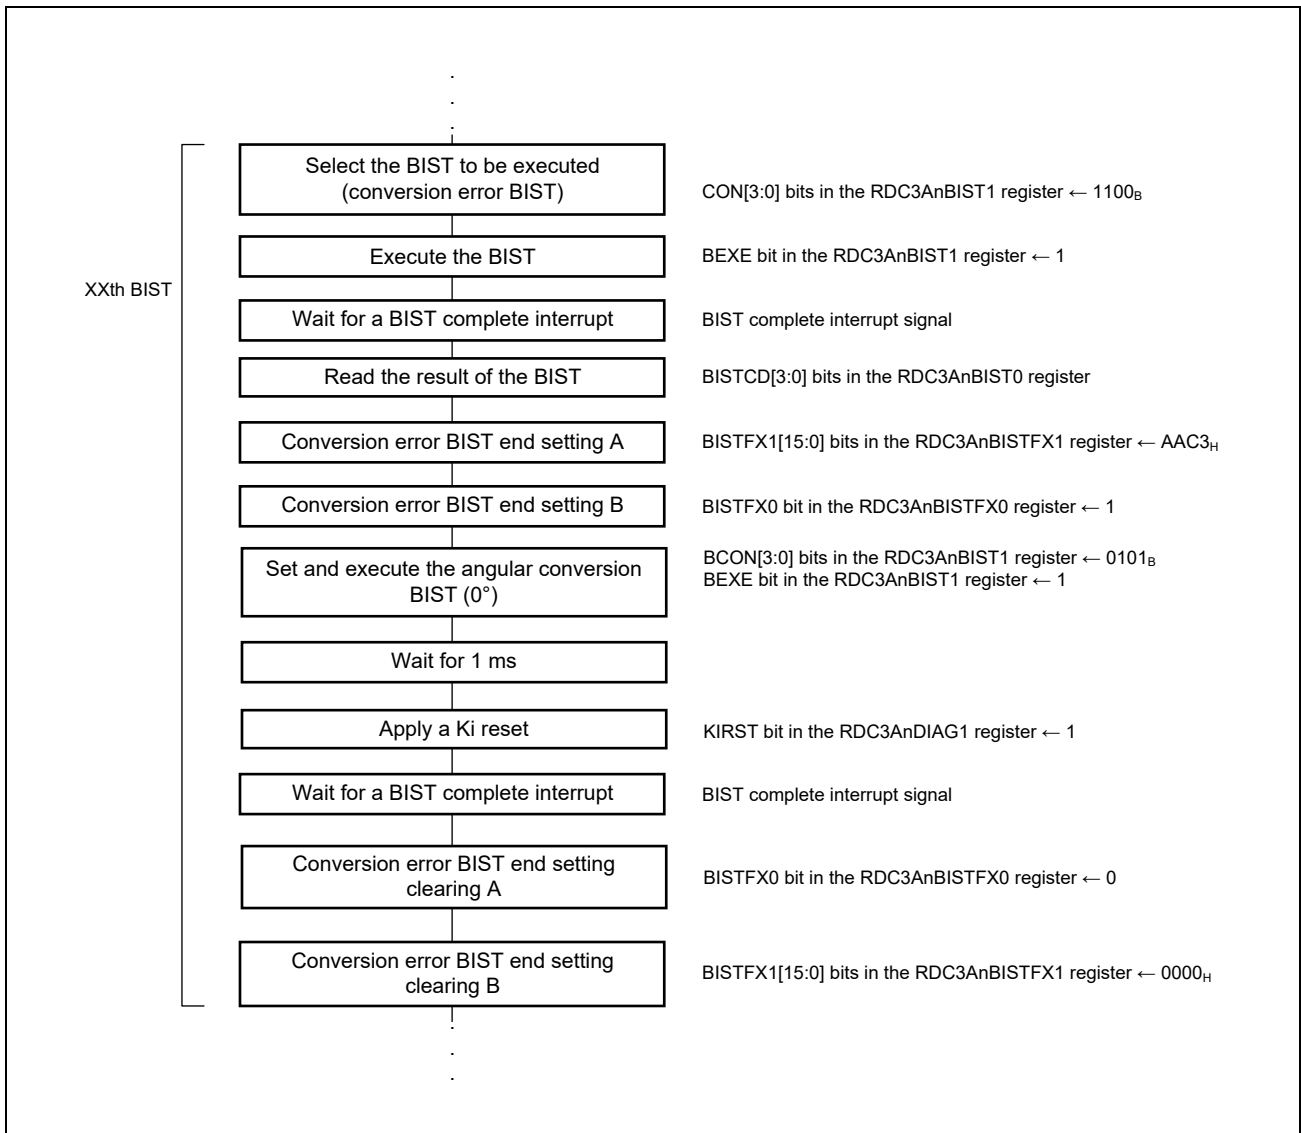 Select the BIST to be executed
(conversion error BIST)
CON[3:0] bits in the RDC3AnBIST1 register ← 1100B
Execute the BIST
BEXE bit in the RDC3AnBIST1 register ← 1
XXth BIST
Wait for a BIST complete interrupt
BIST complete interrupt signal
Read the result of the BIST
BISTCD[3:0] bits in the RDC3AnBIST0 register
Conversion error BIST end setting A
BISTFX1[15:0] bits in the RDC3AnBISTFX1 register ← AAC3H
Conversion error BIST end setting B
BISTFX0 bit in the RDC3AnBISTFX0 register ← 1
Set and execute the angular conversion
BIST (0°)
BCON[3:0] bits in the RDC3AnBIST1 register ← 0101B
BEXE bit in the RDC3AnBIST1 register ← 1
Wait for 1 ms
Apply a Ki reset
KIRST bit in the RDC3AnDIAG1 register ← 1
Wait for a BIST complete interrupt
BIST complete interrupt signal
Conversion error BIST end setting
clearing A
BISTFX0 bit in the RDC3AnBISTFX0 register ← 0
Conversion error BIST end setting
clearing B
BISTFX1[15:0] bits in the RDC3AnBISTFX1 register ← 0000H